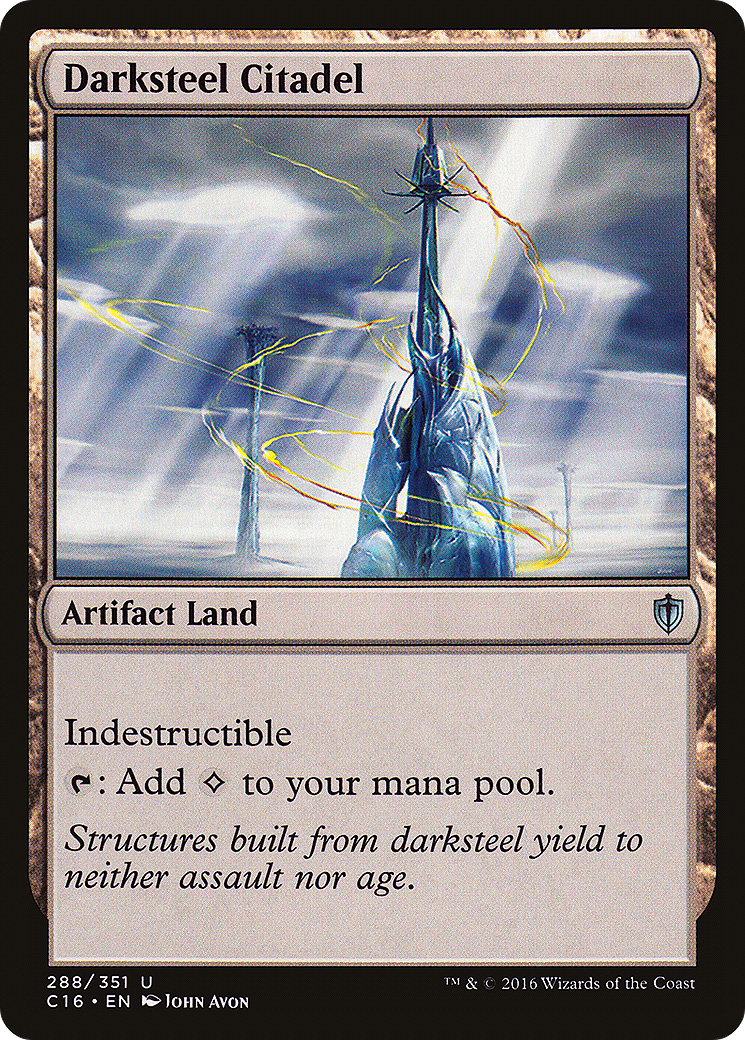 Darksteel Citadel
Artifact Land
Indestructible
: Add to your mana pool.
Structures built from darksteel yield to
neither assault nor age.
288/351 U
™ & © 2016 Wizards of the Coast
C16 • EN John Avon